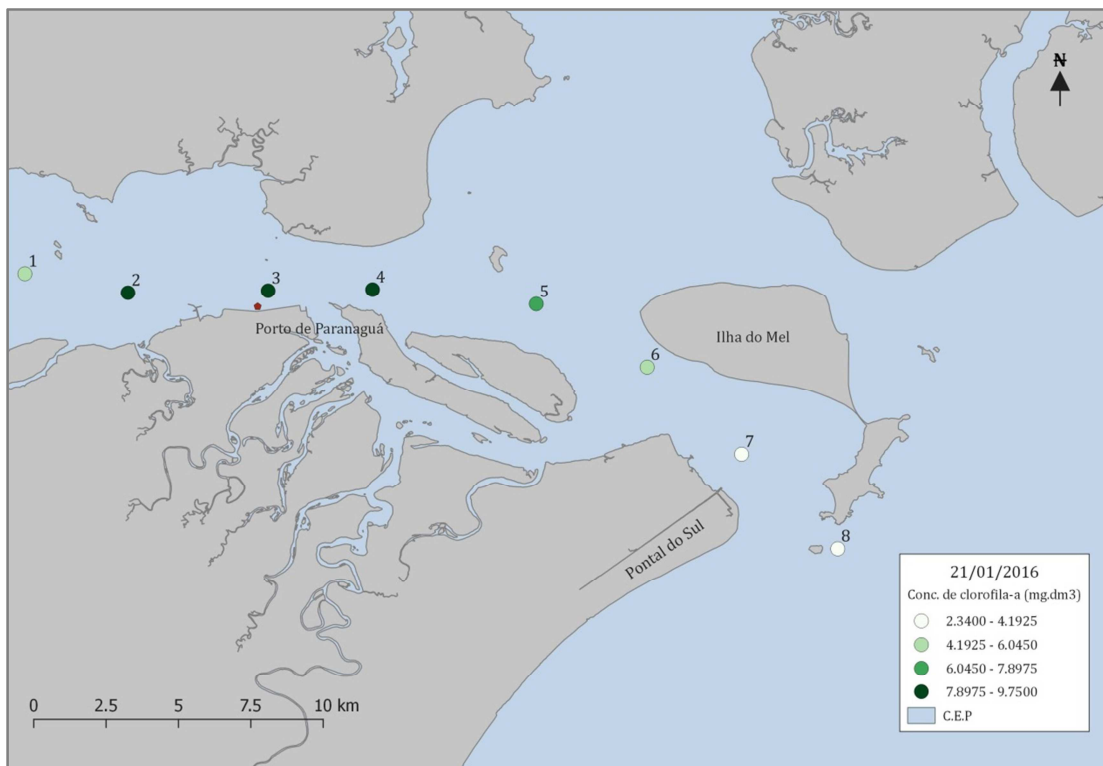 N
1
2
3
4
5
Porto de Paranaguá
Ilha do Mel
6
7
Pontal do Sul
8
21/01/2016
Conc. de clorofila-a (mg.dm3)
2.3400 - 4.1925
4.1925 - 6.0450
6.0450 - 7.8975
7.8975 - 9.7500
C.E.P
0 2.5 5 7.5 10 km